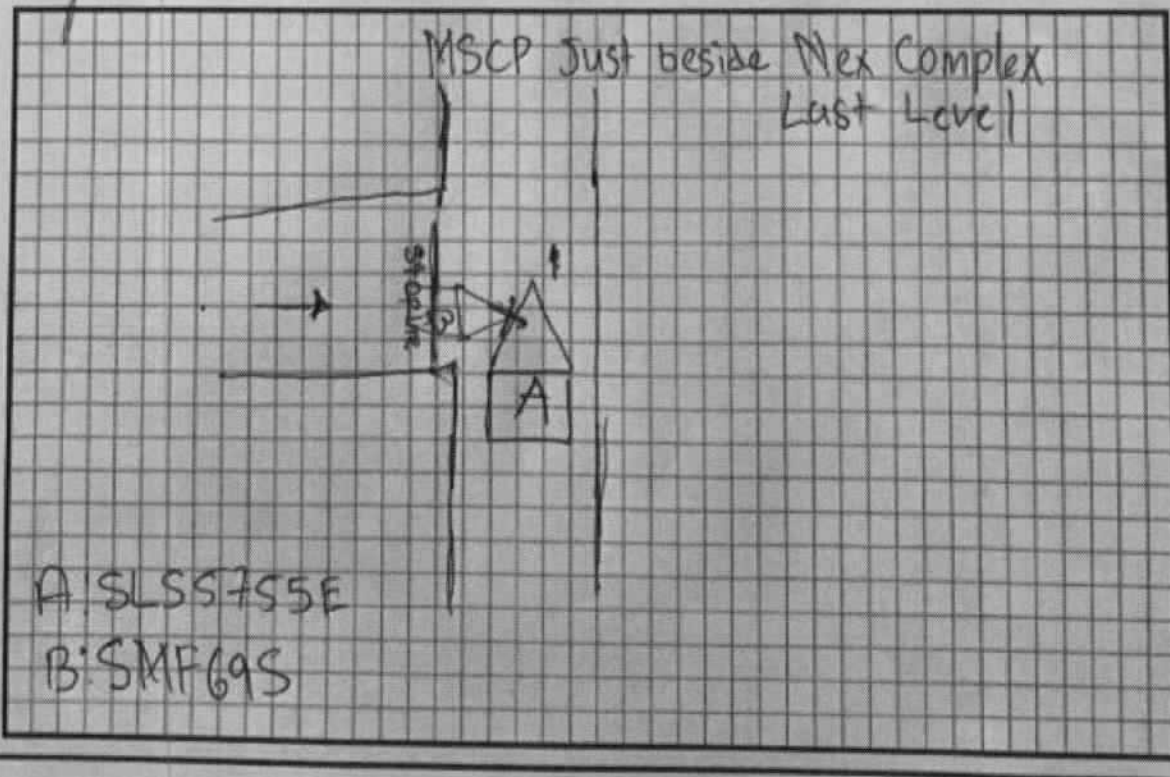 MSCP Just beside Nex Complex
Last Level
B
A
A: SLS5755E
B: SMF69S